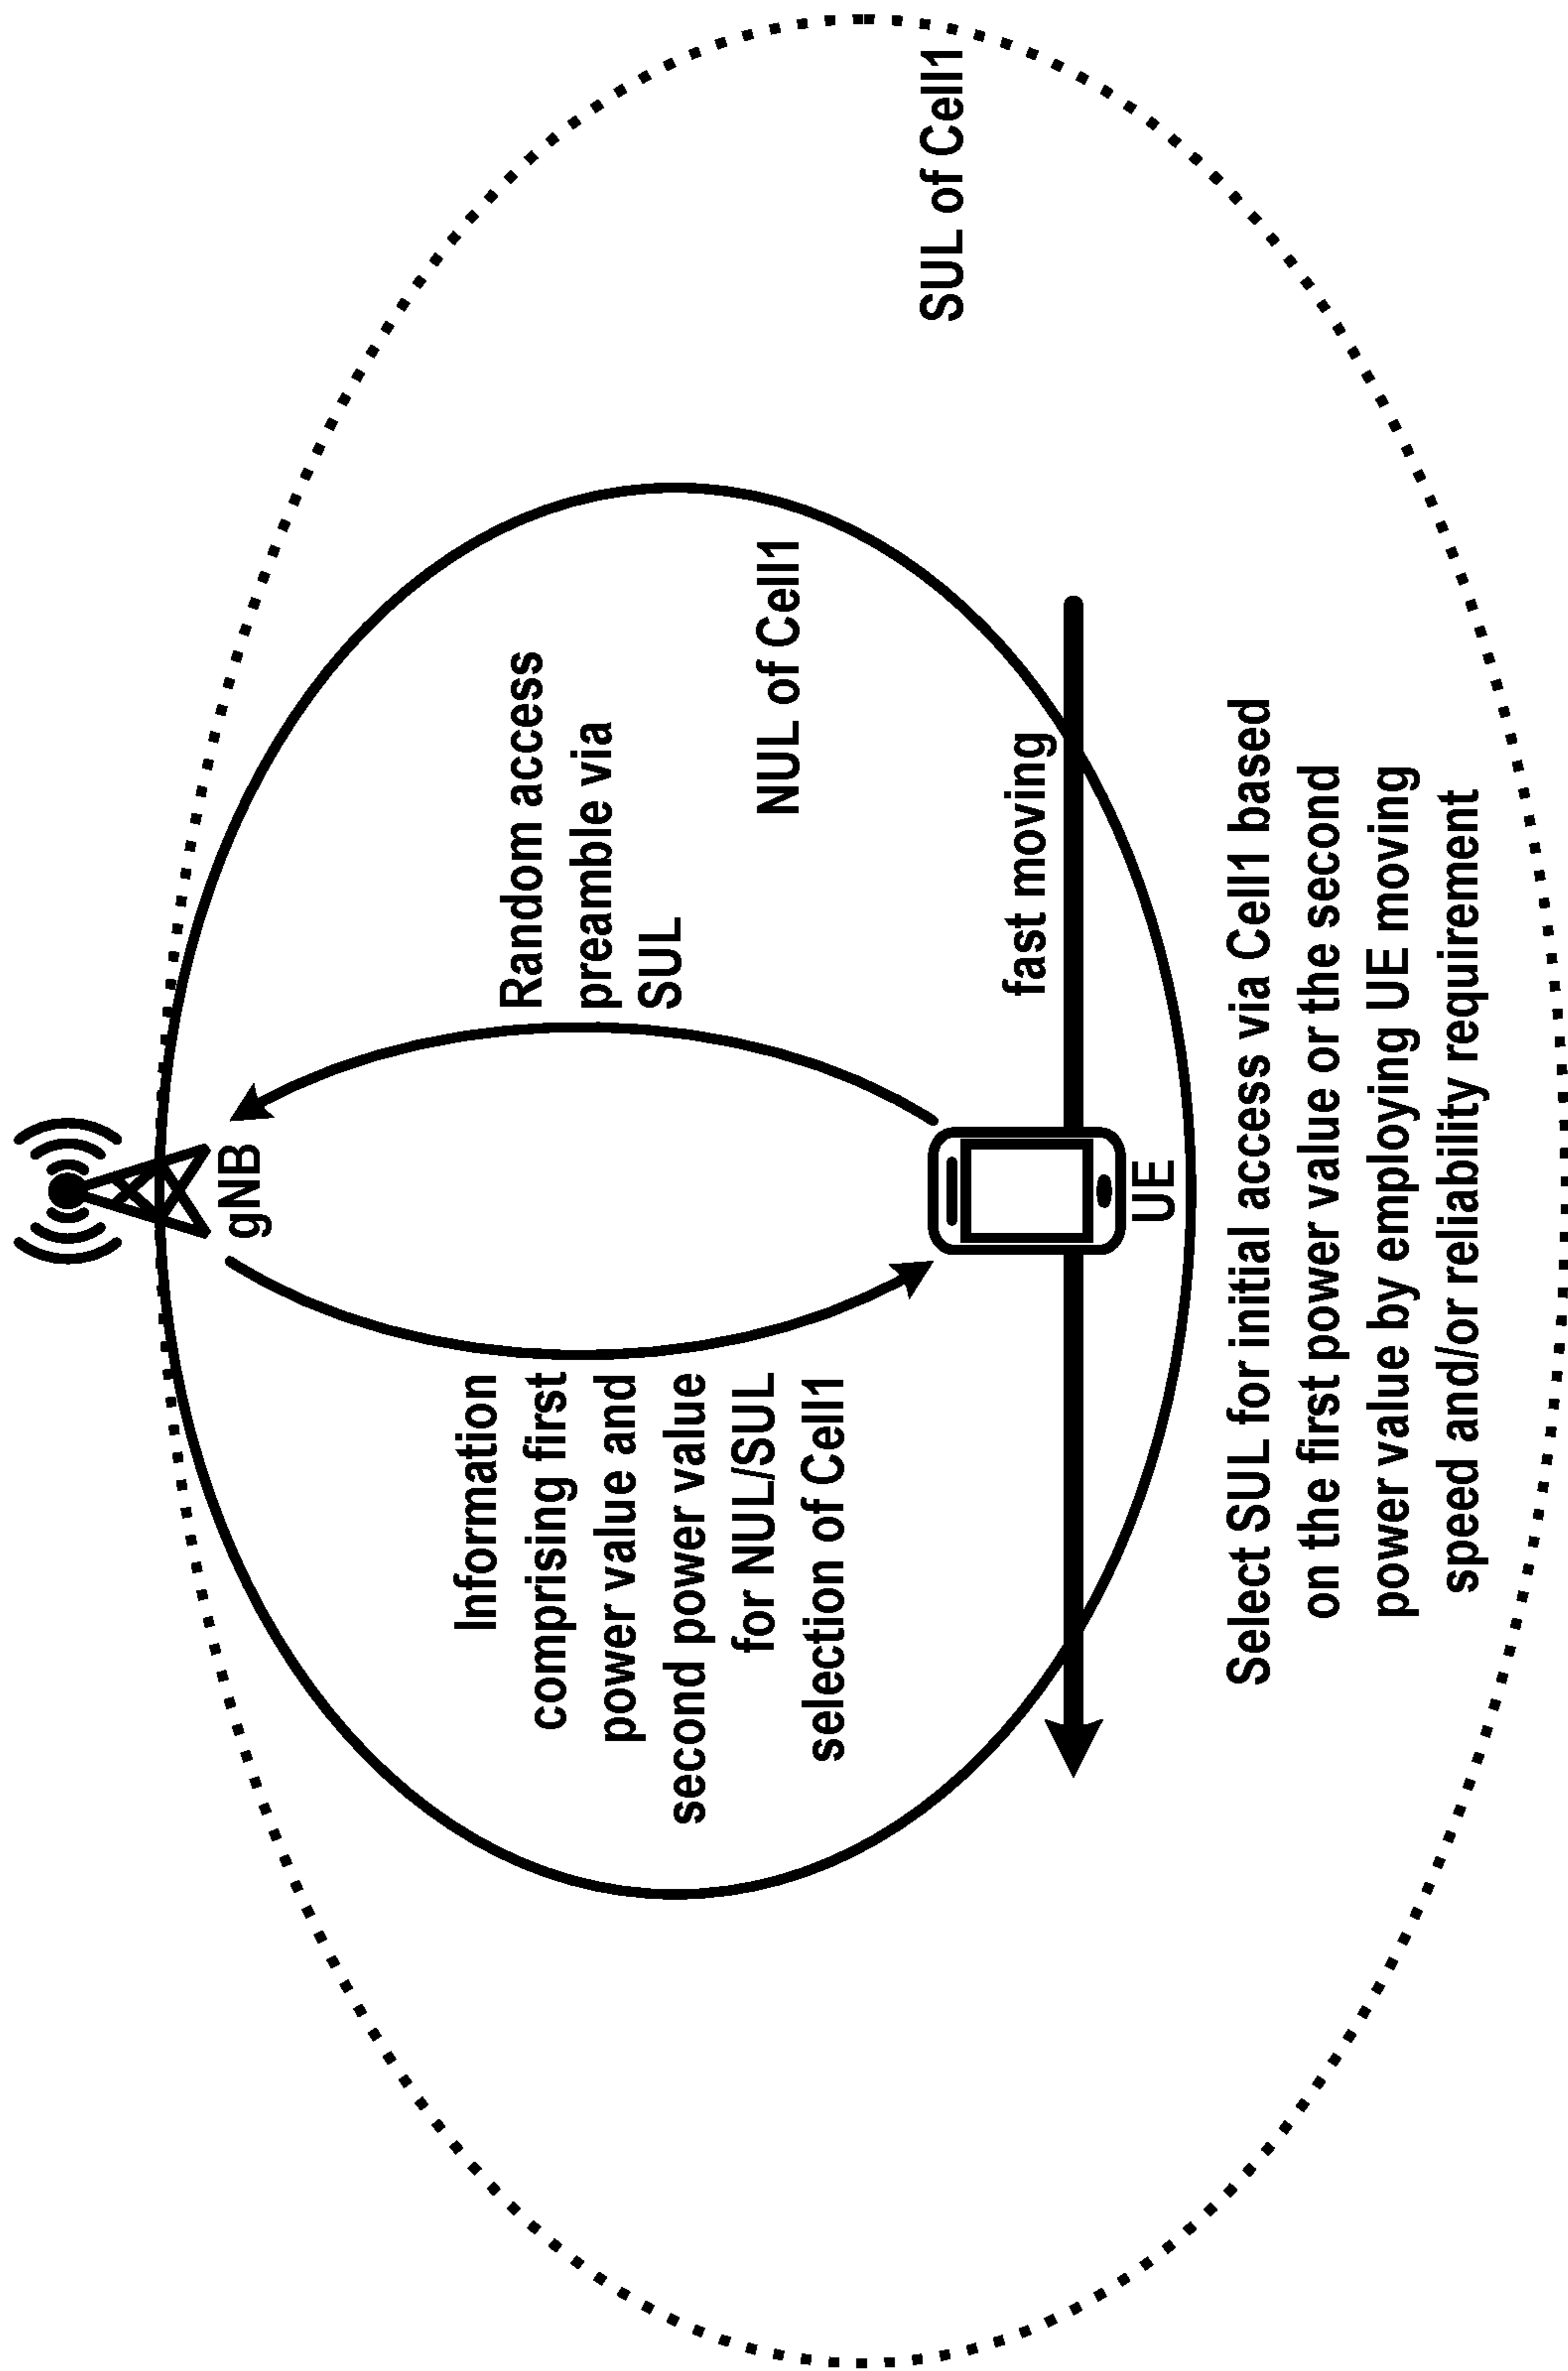 gNB
Information
comprising first
power value and
second power value
for NUL/SUL
selection of Cell1
Random access
preamble via
SUL
NUL of Cell1
SUL of Cell1
fast moving
UE
Select SUL for initial access via Cell1 based
on the first power value or the second
power value by employing UE moving
speed and/or reliability requirement